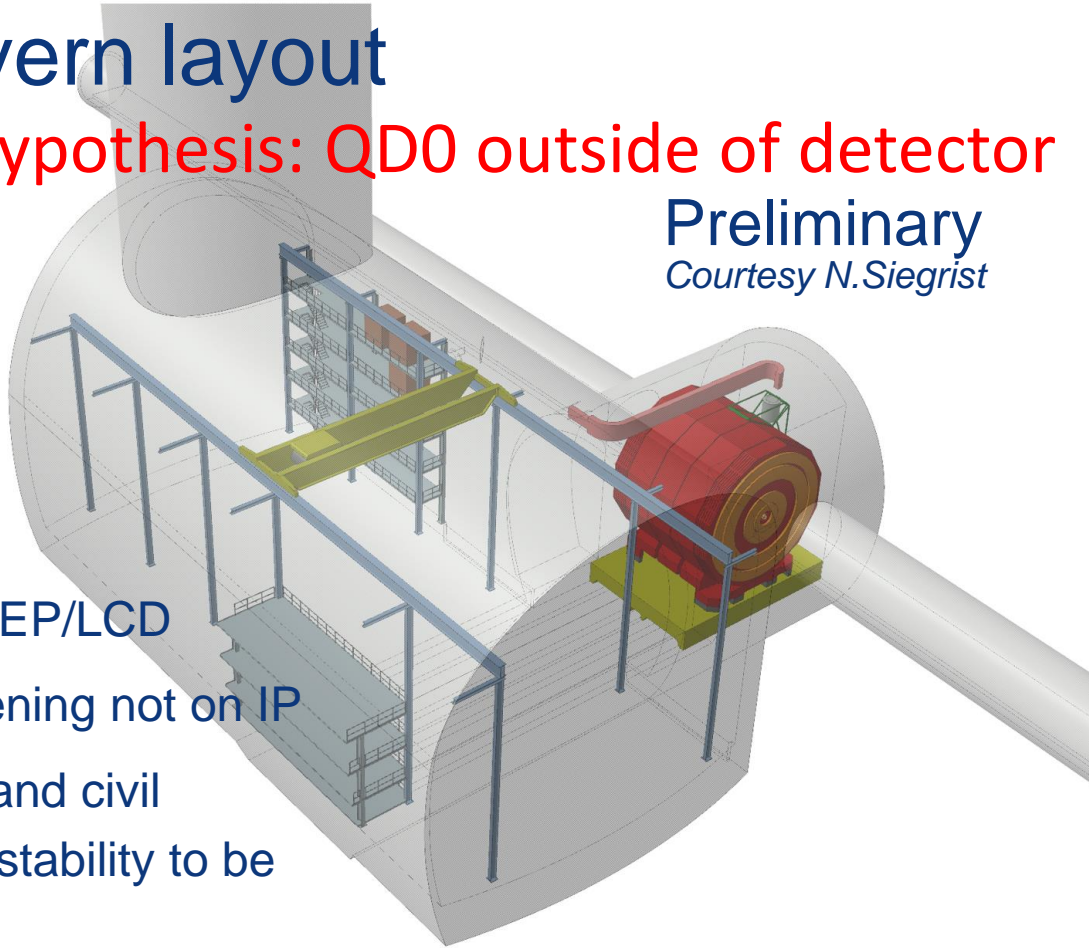 vern layout
ypothesis: QD0 outside of detector
Preliminary
Courtesy N.Siegrist
EP/LCD
ening not on IP
and civil
stability to be